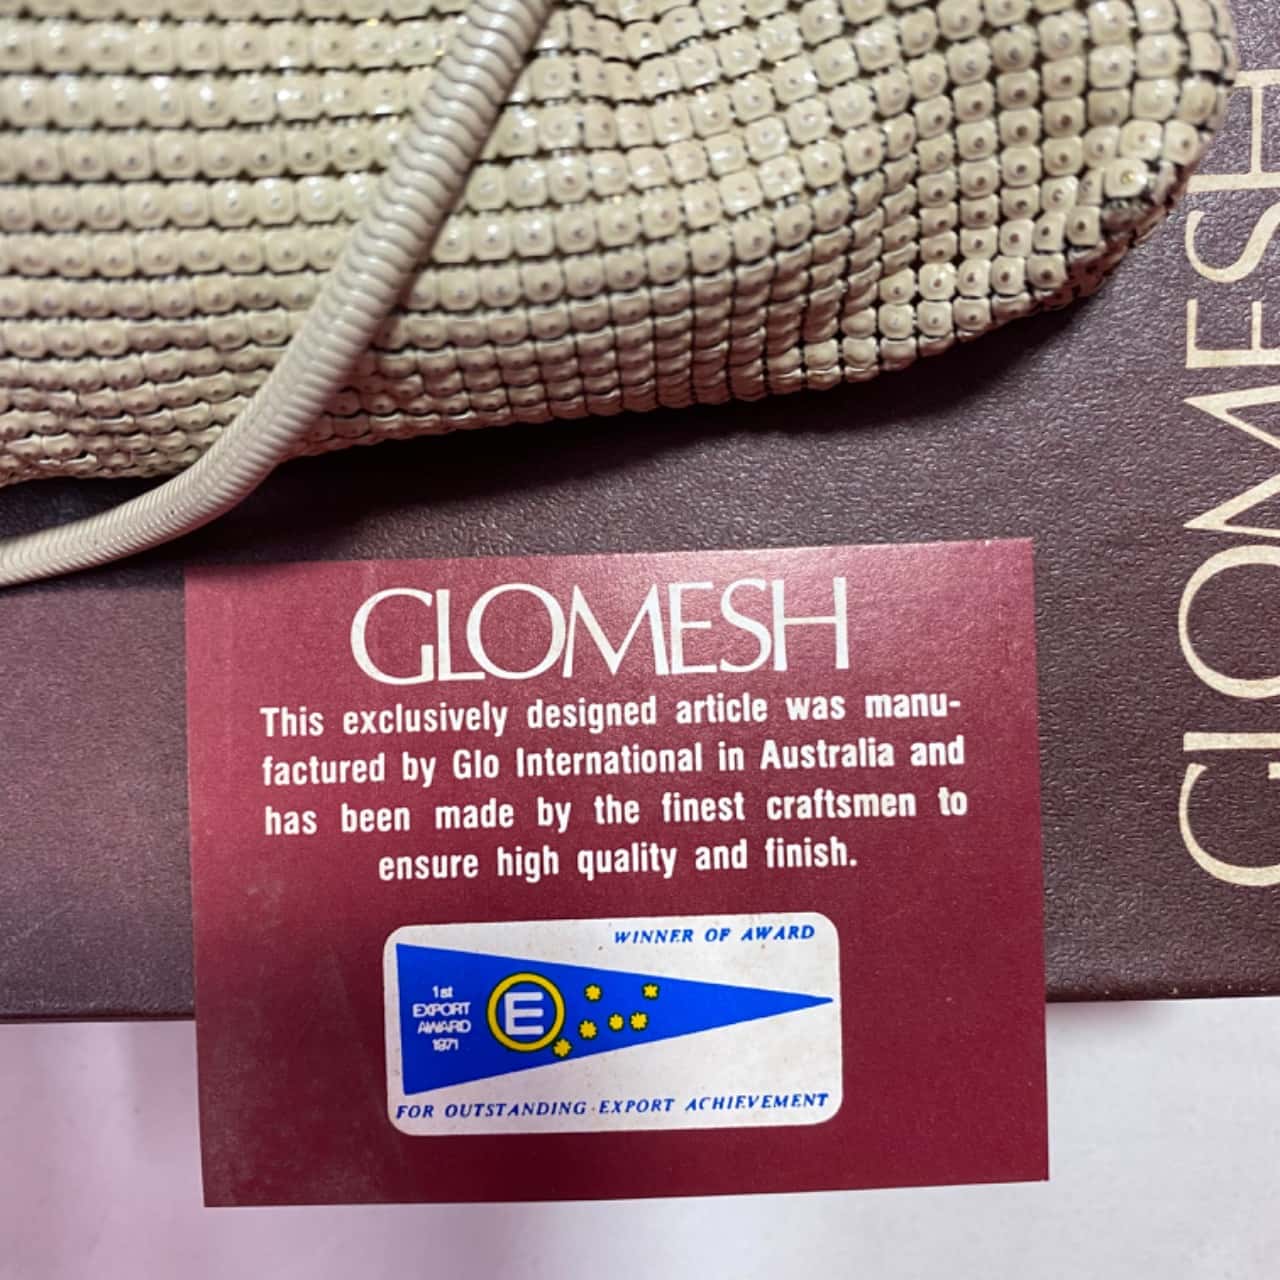 GLOMESH
This exclusively designed article was manu-
factured by Glo International in Australia and
has been made by the finest craftsmen to
ensure high quality and finish.
WINNER OF AWARD
1st
EXPORT
AWARD
1971
E
FOR OUTSTANDING EXPORT ACHIEVEMENT
GLOMESH